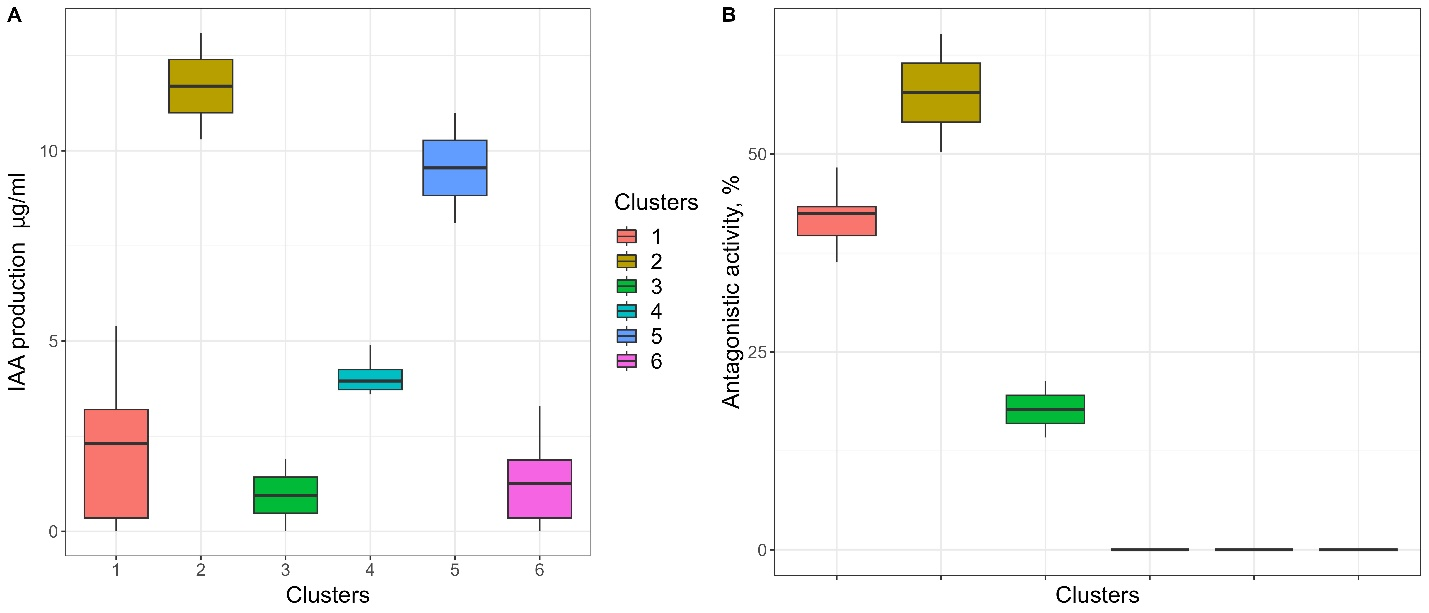 A
IAA production µg/ml
10
5
0
1 2 3 4 5 6
Clusters
Clusters
1
2
3
4
5
6
B
Antagonistic activity, %
50
25
0
Clusters